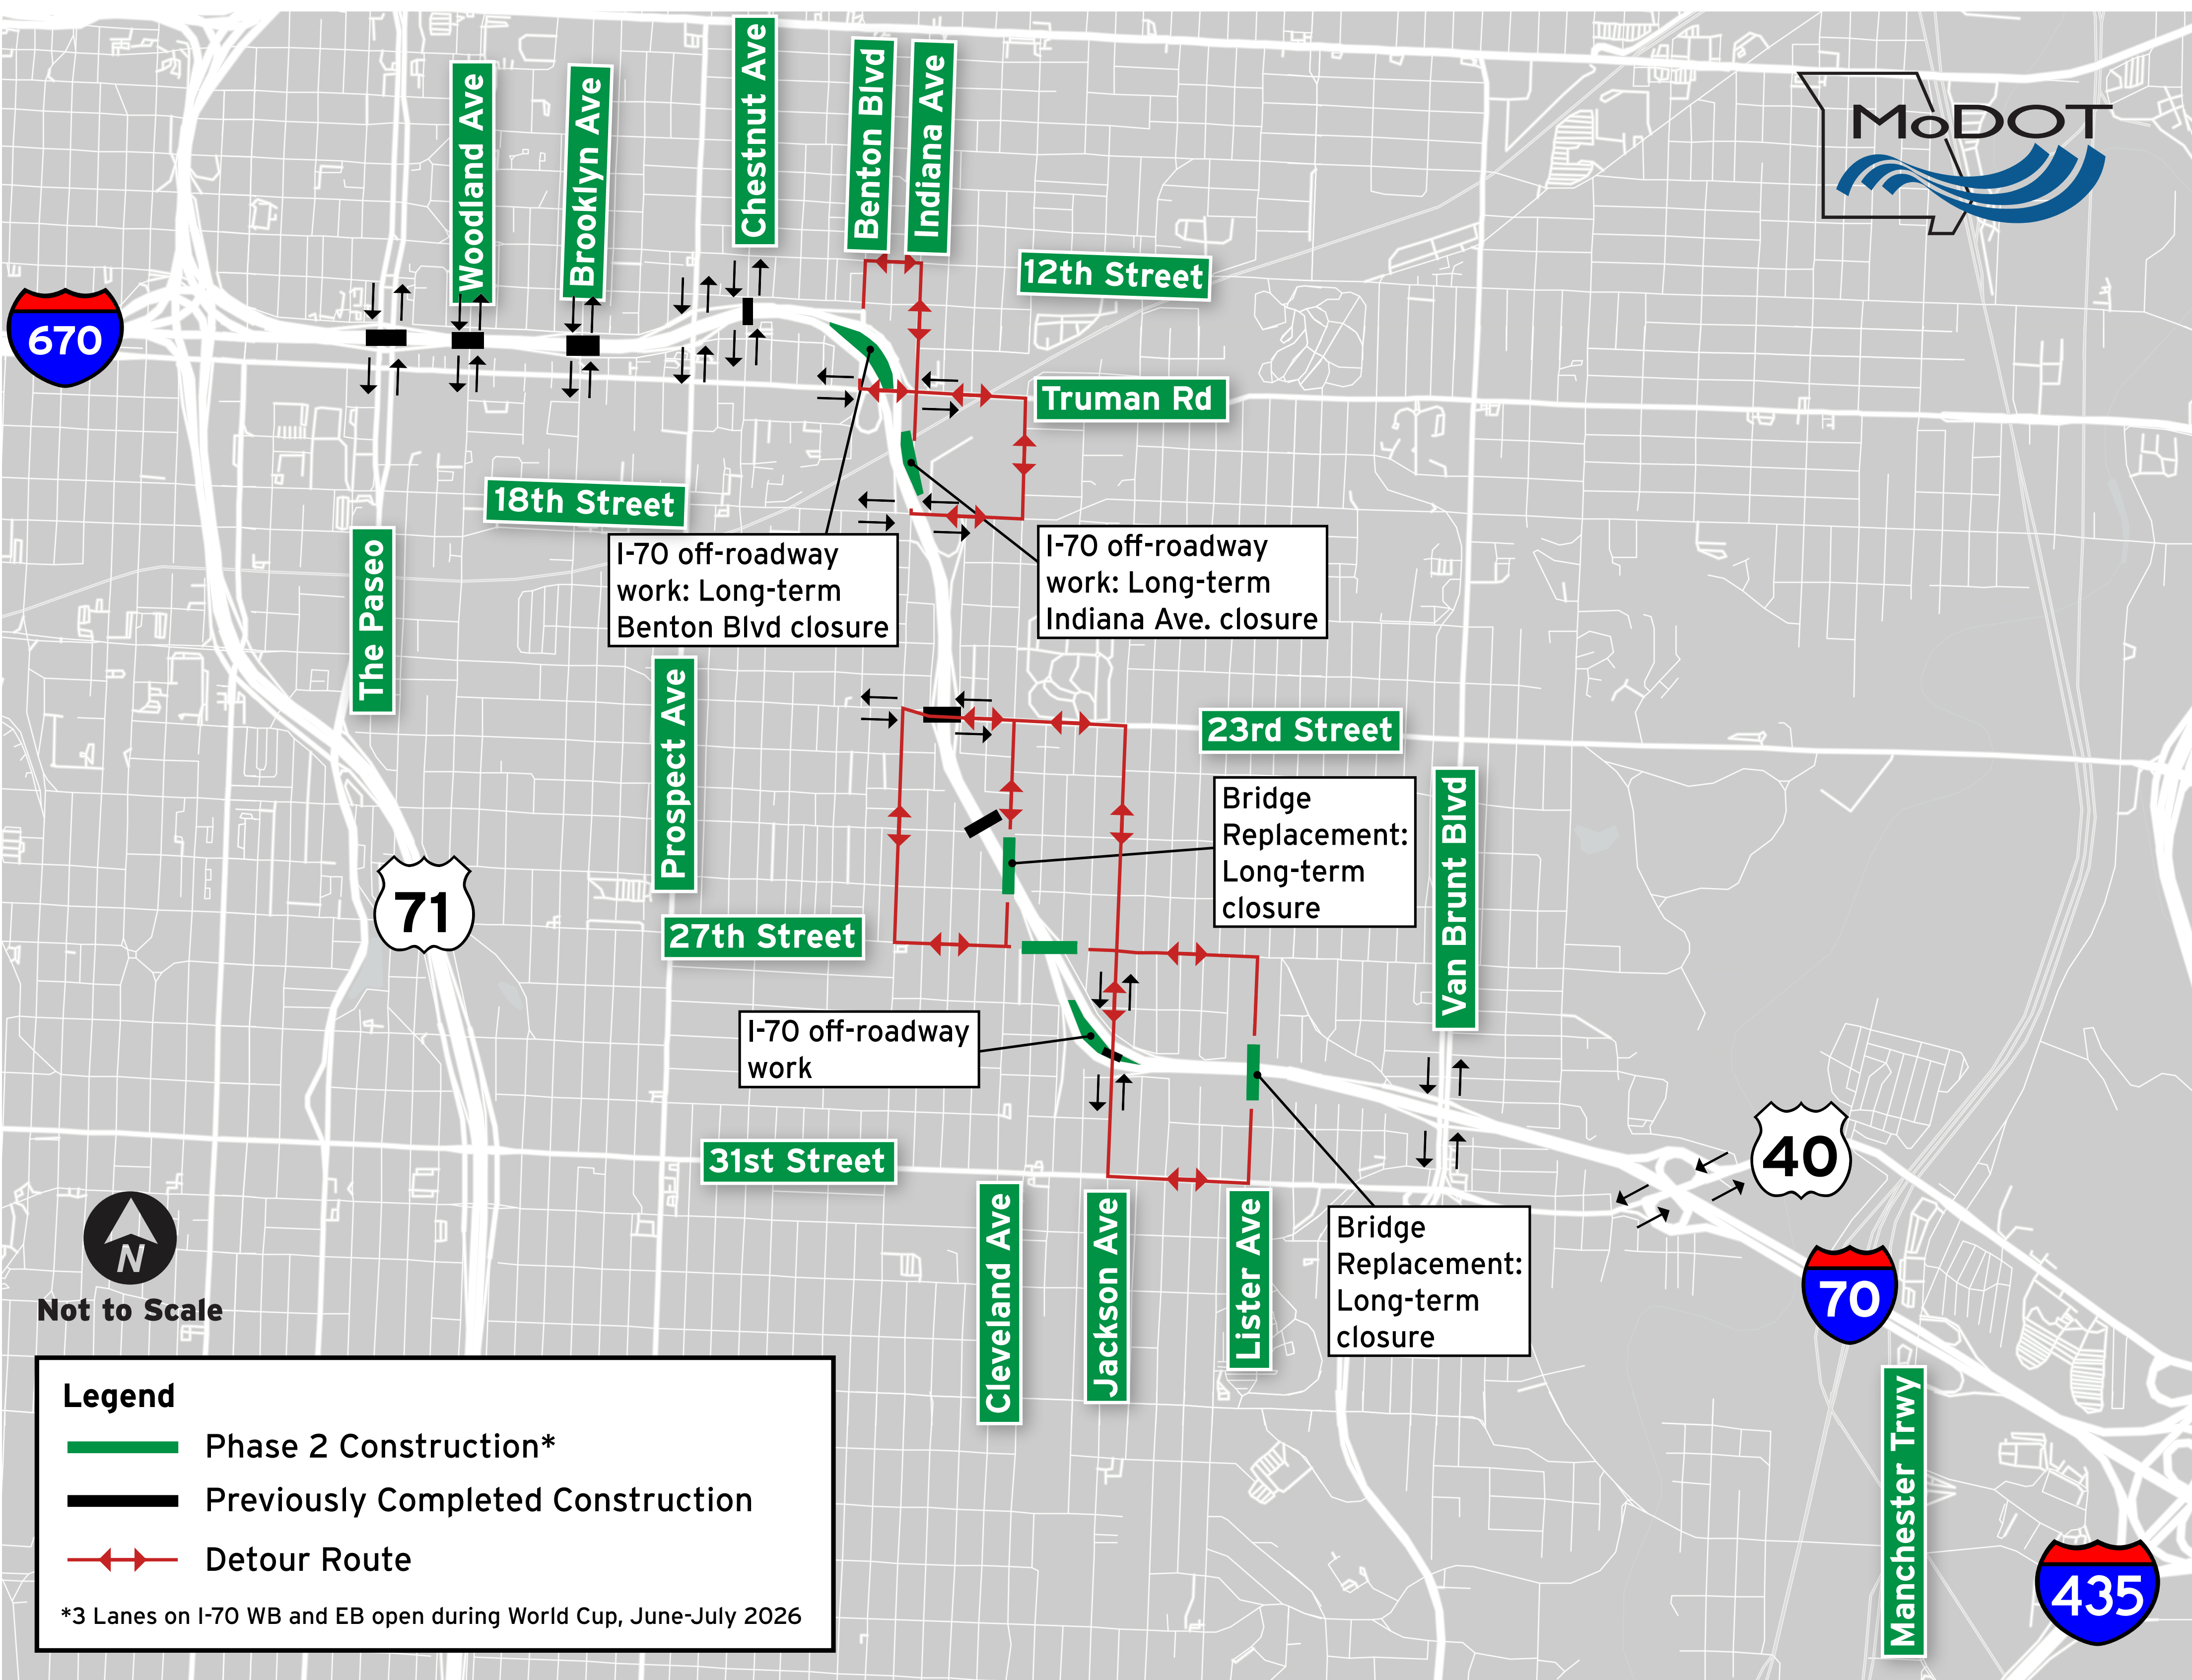 Chestnut Ave
Benton Blvd
Indiana Ave
Woodland Ave
Brooklyn Ave
MoDOT
12th Street
670
Truman Rd
18th Street
The Paseo
I-70 off-roadway
work: Long-term
Benton Blvd closure
I-70 off-roadway
work: Long-term
Indiana Ave. closure
Prospect Ave
23rd Street
Van Brunt Blvd
Bridge
Replacement:
Long-term
closure
71
27th Street
I-70 off-roadway
work
40
31st Street
Cleveland Ave
Jackson Ave
Lister Ave
Bridge
Replacement:
Long-term
closure
N
Not to Scale
70
Manchester Trwy
435
Legend
Phase 2 Construction*
Previously Completed Construction
Detour Route
*3 Lanes on I-70 WB and EB open during World Cup, June-July 2026